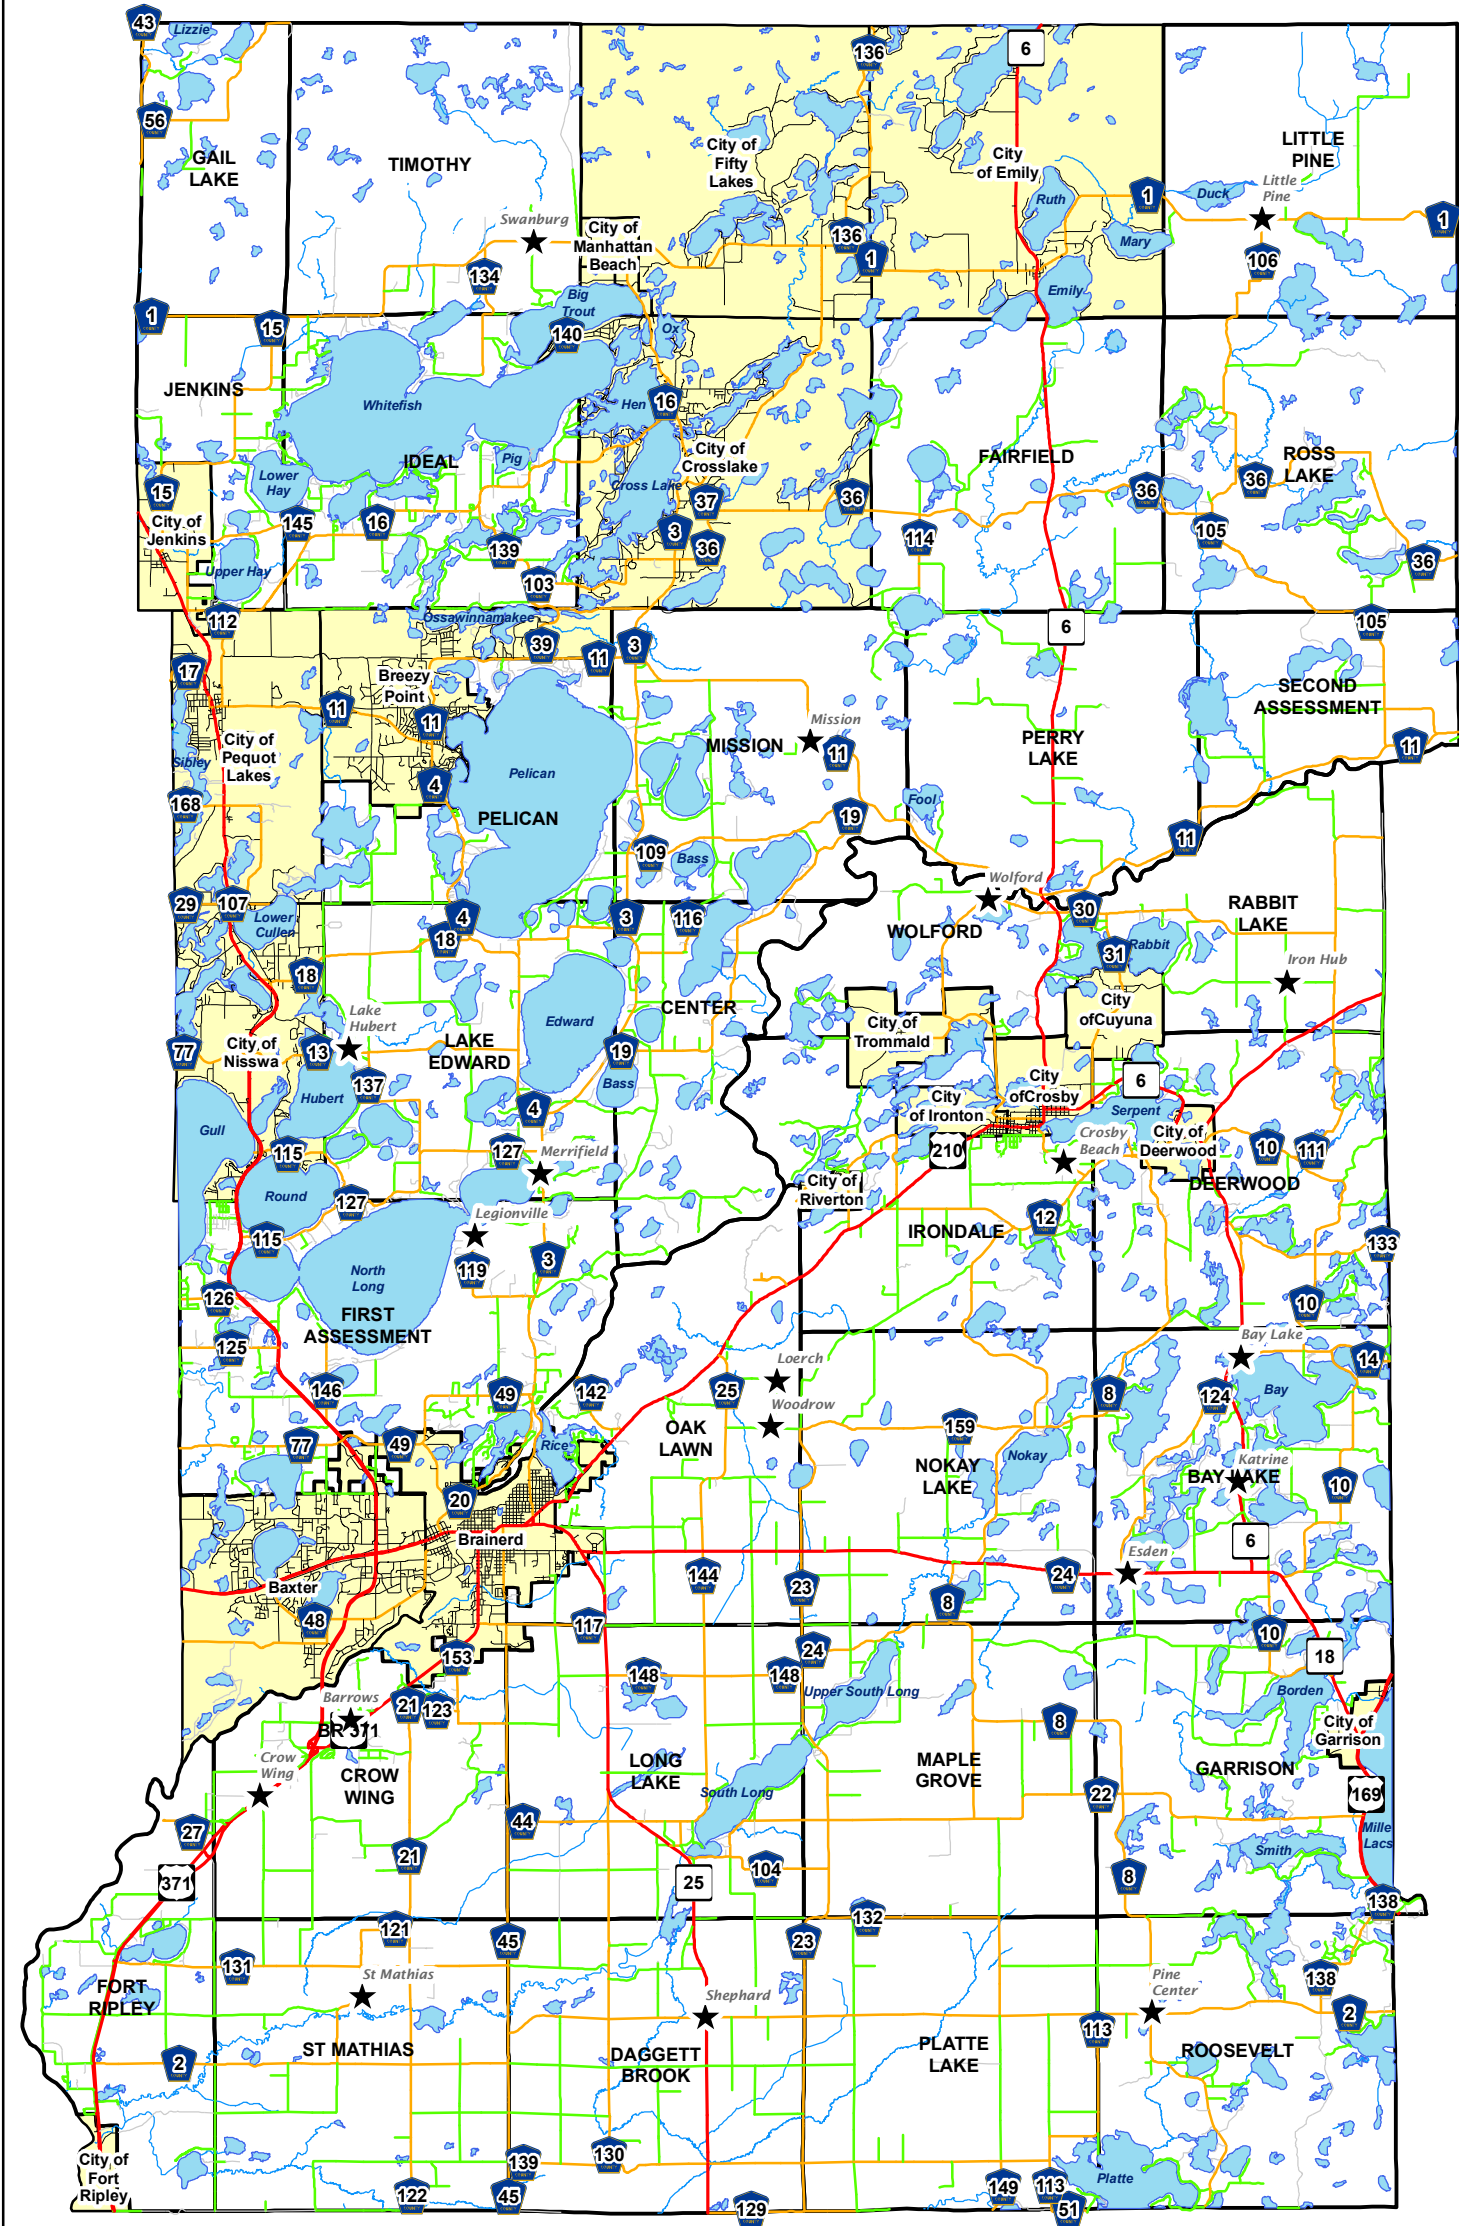 43
Lizzie
136
6
56
GAIL
LAKE
TIMOTHY
City of
Fifty
Lakes
City
of Emily
LITTLE
PINE
Little
Pine
Duck
1
Ruth
Mary
1
Swanburg
City of
Manhattan
Beach
136
1
106
134
Big
Trout
Emily
1
15
140
Ox
JENKINS
Whitefish
Hen
16
IDEAL
Pig
City of
Crosslake
FAIRFIELD
ROSS
LAKE
Lower
Hay
Cross Lake
15
City of
Jenkins
145
16
37
36
36
36
139
3
36
114
105
36
Upper Hay
103
112
Ossawinnamakee
39
11
3
6
105
17
Breezy
Point
11
11
SECOND
ASSESSMENT
City of
Pequot
Lakes
Sibley
MISSION
Mission
11
PERRY
LAKE
11
Pelican
4
168
PELICAN
Fool
19
11
109
Bass
Wolford
29
107
Lower
Cullen
4
18
3
116
WOLFORD
30
RABBIT
LAKE
31
Rabbit
Iron Hub
18
CENTER
City
ofCuyuna
Lake
Hubert
77
City of
Nisswa
13
LAKE
EDWARD
Edward
19
City of
Trommald
137
Hubert
Bass
4
City
ofCrosby
6
City
of Ironton
Serpent
Gull
115
127
Merrifield
210
Crosby
Beach
City of
Deerwood
10
111
Round
127
City of
Riverton
DEERWOOD
Legionville
12
IRONDALE
115
119
3
133
North
Long
126
10
FIRST
ASSESSMENT
125
Bay Lake
Loerch
14
146
49
142
25
8
124
Bay
Woodrow
77
49
Rice
OAK
LAWN
159
Nokay
NOKAY
LAKE
Katrine
BAY LAKE
10
20
Brainerd
6
Baxter
144
23
24
Esden
48
8
117
10
153
24
18
148
148
Upper South Long
Borden
Barrows
21
123
BR 371
8
City of
Garrison
Crow
Wing
CROW
WING
LONG
LAKE
MAPLE
GROVE
GARRISON
South Long
22
169
27
44
Mille
Lacs
21
Smith
371
25
104
8
138
121
45
132
23
131
FORT
RIPLEY
St Mathias
Shephard
Pine
Center
138
2
113
2
ST MATHIAS
DAGGETT
BROOK
PLATTE
LAKE
ROOSEVELT
City of
Fort
Ripley
139
130
122
45
129
149
113
51
Platte